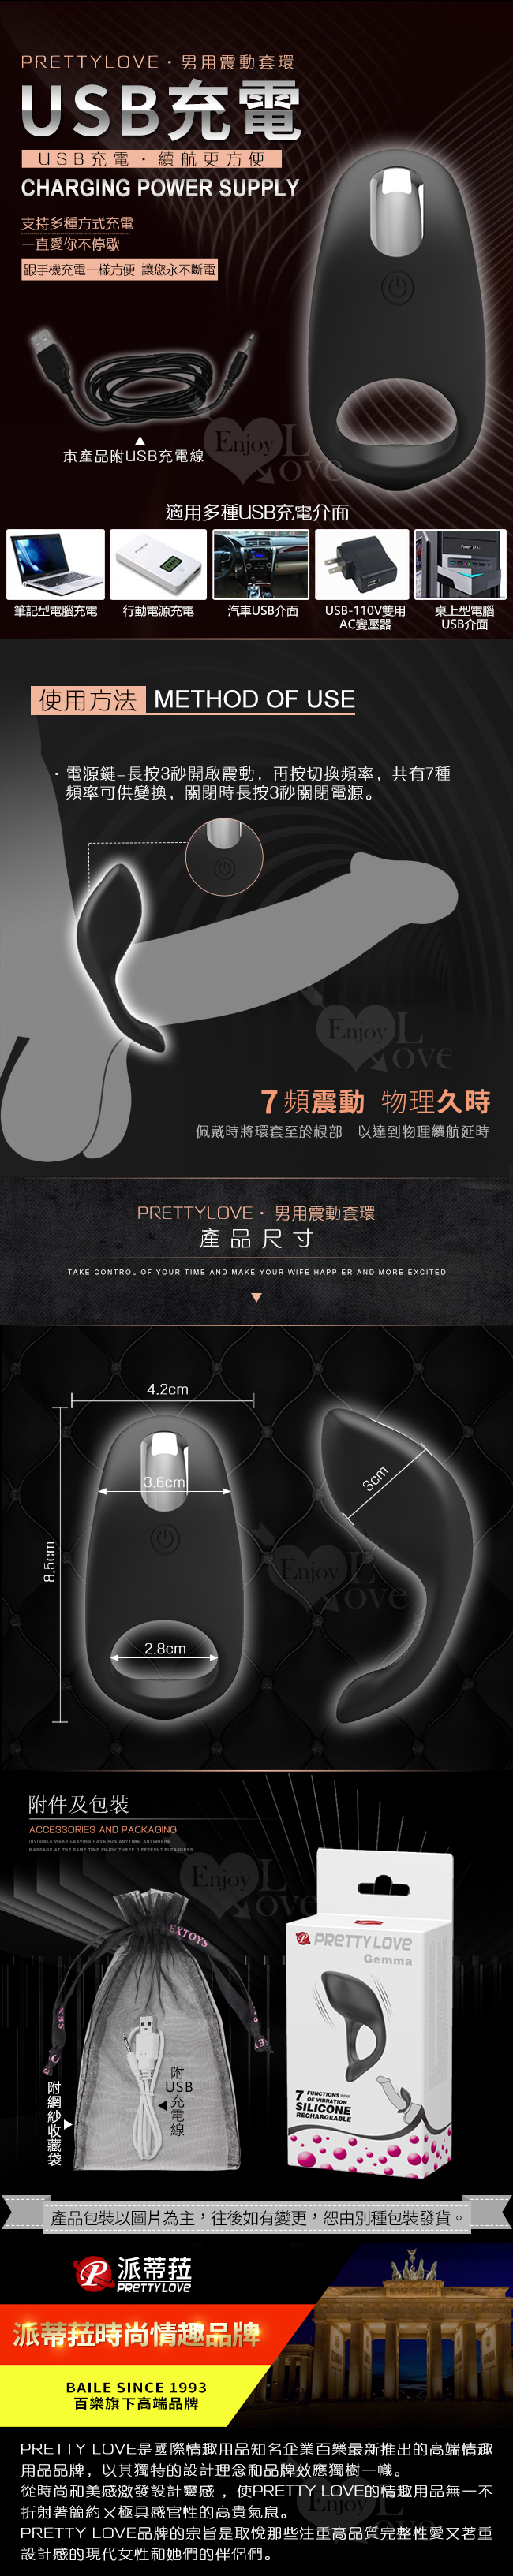 PRETTYLOVE・男用震動套環
USB充電
USB充電・續航更方便
CHARGING POWER SUPPLY
支持多種方式充電
一直愛你不停歇
跟手機充電一樣方便 讓您永不斷電
Enjoy Love
本產品附USB充電線
適用多種USB充電介面
筆記型電腦充電
行動電源充電
汽車USB介面
USB-110V雙用
AC變壓器
桌上型電腦
USB介面
使用方法 METHOD OF USE
・電源鍵–長按3秒開啟震動，再按切換頻率，共有7種
頻率可供變換，關閉時長按3秒關閉電源。
Enjoy Love
7頻震動 物理久時
佩戴時將環套至於根部 以達到物理續航延時
PRETTYLOVE・男用震動套環
產品尺寸
TAKE CONTROL OF YOUR TIME AND MAKE YOUR WIFE HAPPIER AND MORE EXCITED
4.2cm
3.6cm
3cm
8.5cm
2.8cm
Enjoy Love
附件及包裝
ACCESSORIES AND PACKAGING
INVISIBLE WEAR-LEAVING HAVE FUN ANYTIME, ANYWHERE
MASSAGE AT THE SAME TIME ENJOY THREE DIFFERENT PLEASURES
Enjoy Love
SEXTOYS
PRETTY LOVE
Gemma
附網紗收藏袋
附USB充電線
7 FUNCTIONS
OF VIBRATION
SILICONE
RECHARGEABLE
產品包裝以圖片為主，往後如有變更，恕由別種包裝發貨。
派蒂菈
PRETTYLOVE
派蒂菈時尚情趣品牌
BAILE SINCE 1993
百樂旗下高端品牌
PRETTY LOVE是國際情趣用品知名企業百樂最新推出的高端情趣
用品品牌，以其獨特的設計理念和品牌效應獨樹一幟。
從時尚和美感激發設計靈感，使PRETTY LOVE的情趣用品無一不
折射著簡約又極具感官性的高貴氣息。
PRETTY LOVE品牌的宗旨是取悅那些注重高品質完整性愛又著重
設計感的現代女性和她們的伴侶們。
Enjoy Love